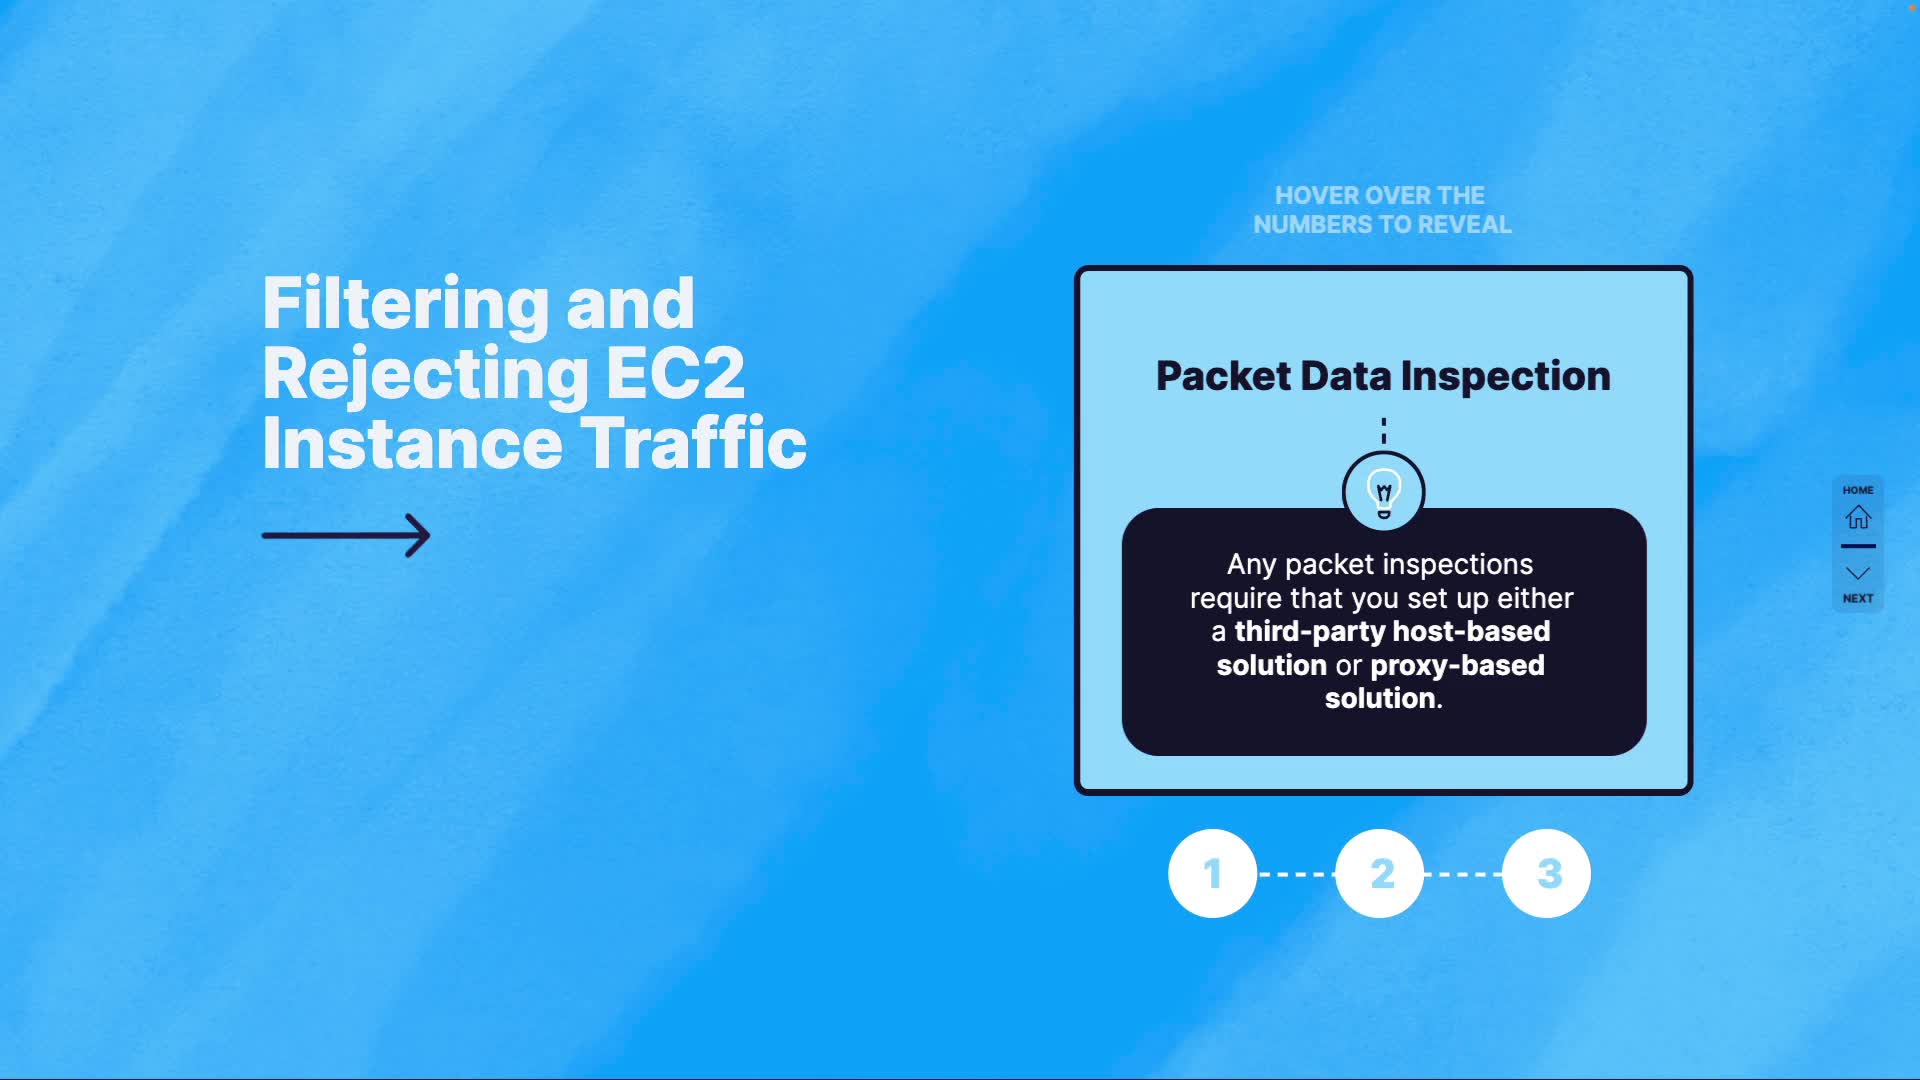 Filtering and
Rejecting EC2
Instance Traffic
HOVER OVER THE
NUMBERS TO REVEAL
Packet Data Inspection
Any packet inspections
require that you set up either
a third-party host-based
solution or proxy-based
solution.
1
2
3
HOME
NEXT